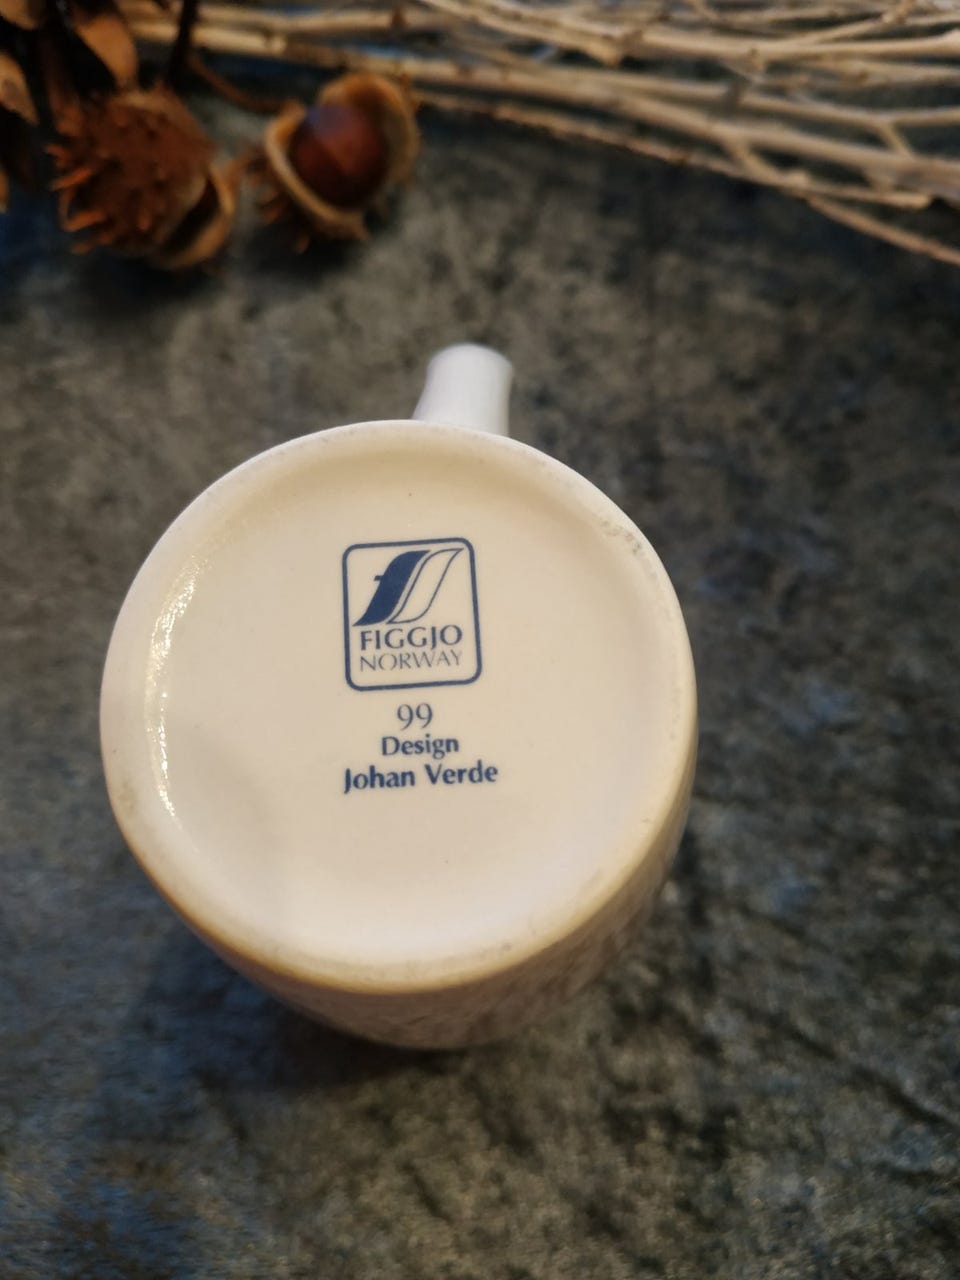 FIGGJO
NORWAY
99
Design
Johan Verde